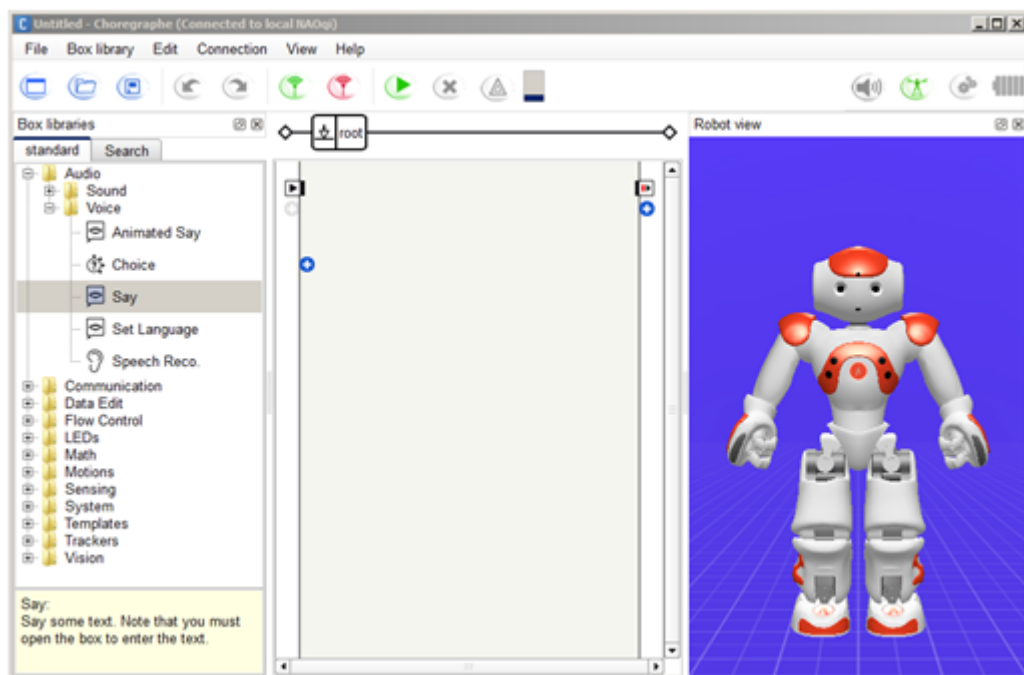 Untitled - Choregraphe (Connected to local NAOqi)
File Box library Edit Connection View Help
Box libraries
standard Search
Audio
Sound
Voice
Animated Say
Choice
Say
Set Language
Speech Reco.
Communication
Data Edit
Flow Control
LEDs
Math
Motions
Sensing
System
Templates
Trackers
Vision
Say:
Say some text. Note that you must
open the box to enter the text.
root
Robot view